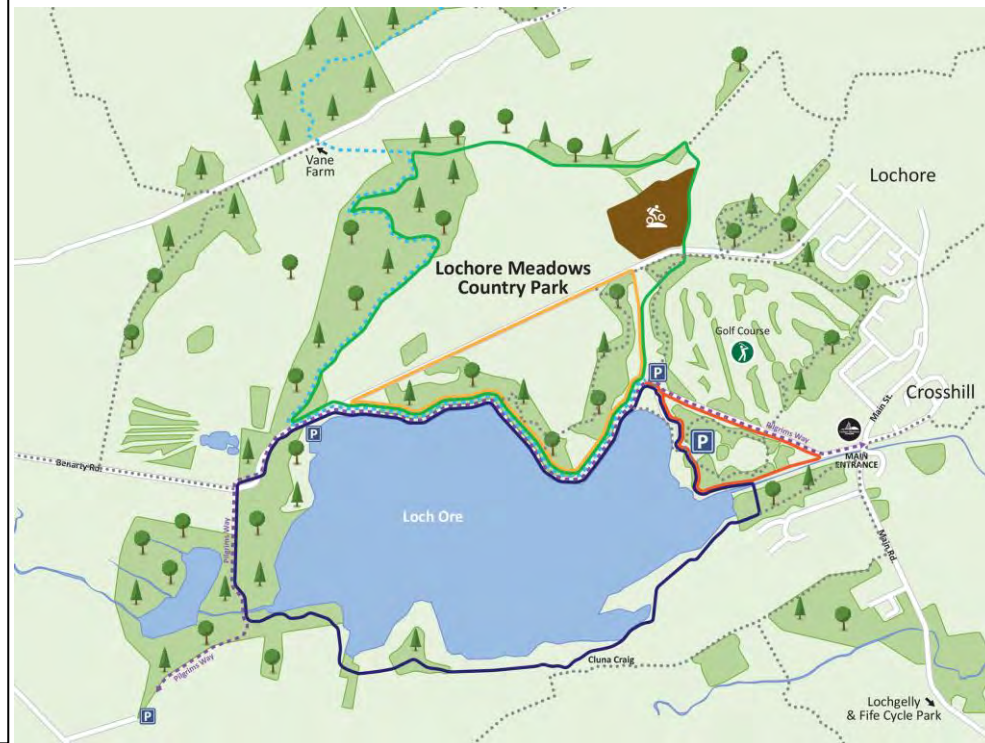 Vane
Farm
Lochore
Lochore Meadows
Country Park
Golf Course
P
Crosshill
Main St.
Pilgrims Way
P
MAIN
ENTRANCE
P
Benarty Rd.
Loch Ore
Pilgrims Way
Main Rd.
Pilgrims Way
Cluna Craig
P
Lochgelly
& Fife Cycle Park